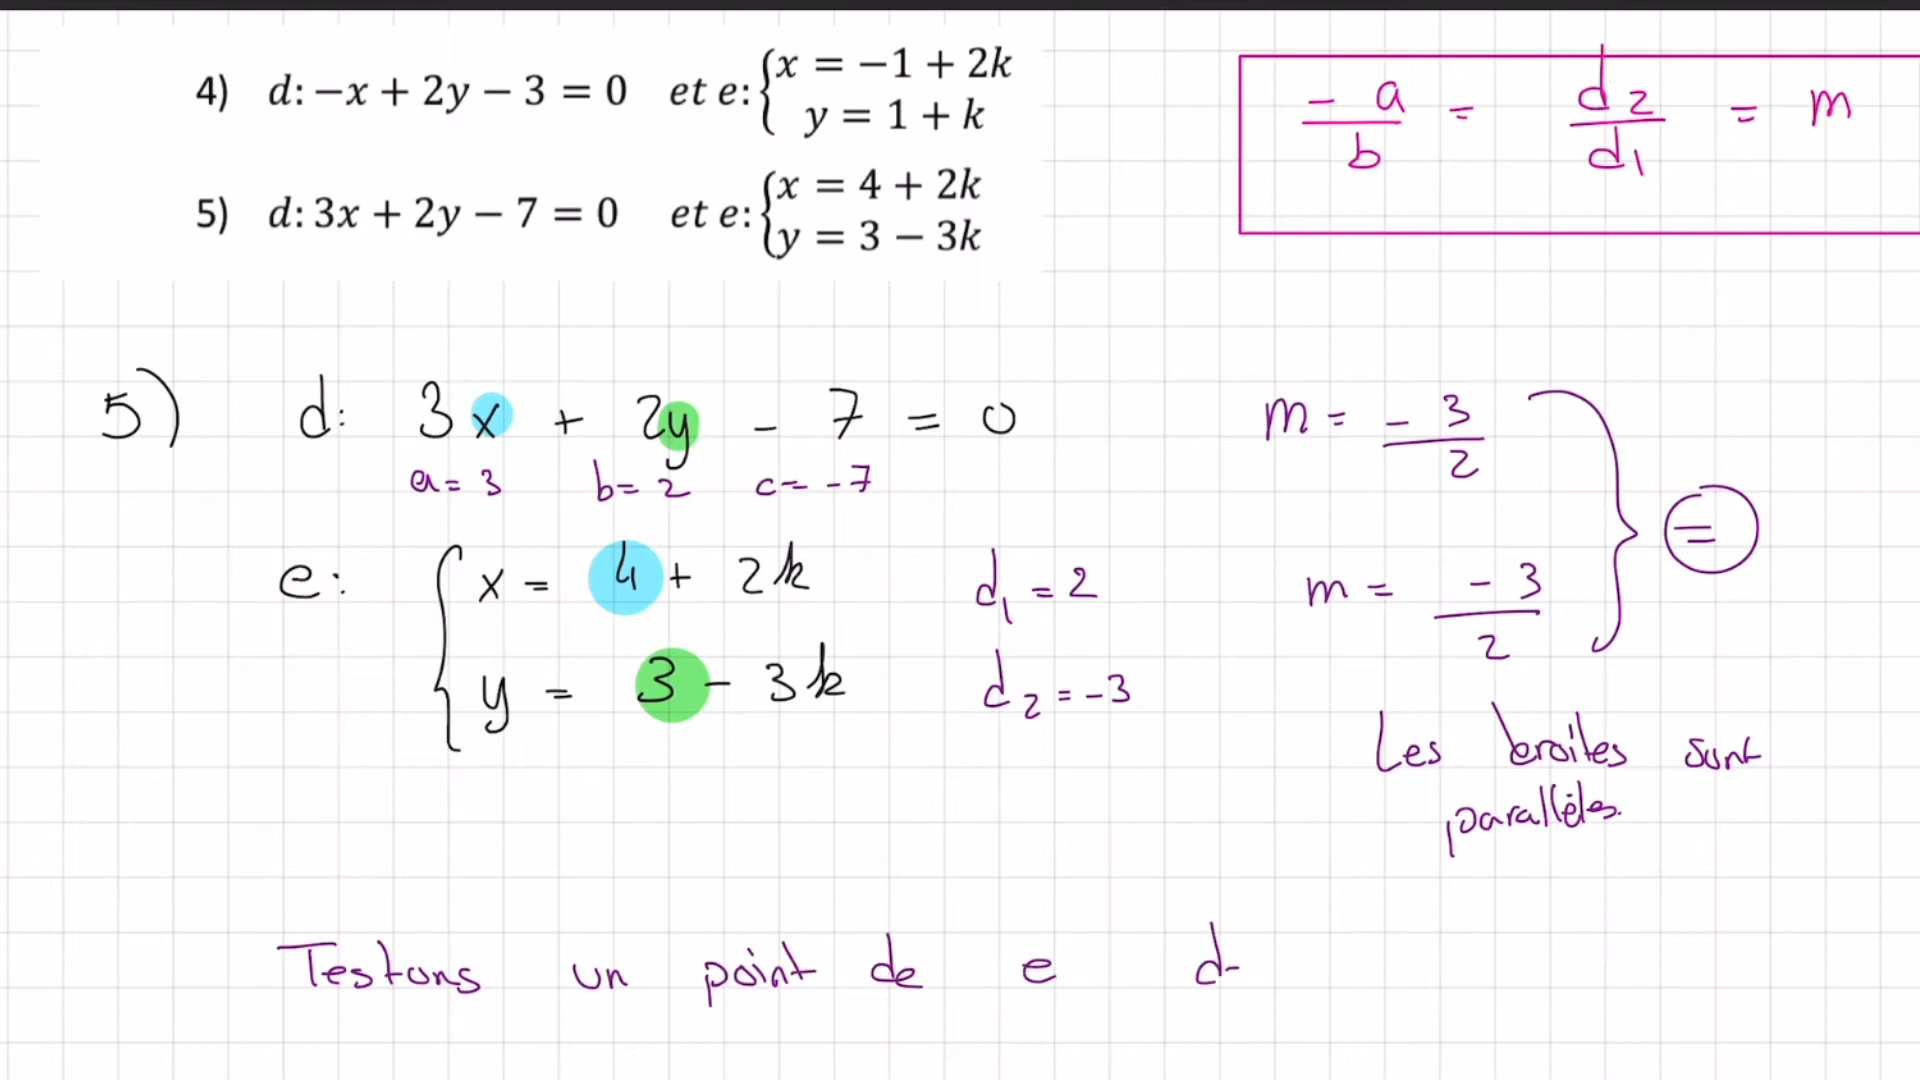 4) d: −x + 2y − 3 = 0 et e: {x = −1 + 2k
y = 1 + k
5) d: 3x + 2y − 7 = 0 et e: {x = 4 + 2k
y = 3 − 3k
-a/b = d2/d1 = m
5) d: 3x + 2y - 7 = 0
a = 3 b = 2 c = -7
m = -3/2
e: {x = 4 + 2k
y = 3 - 3k
d1 = 2
d2 = -3
m = -3/2
=
Les droites sont
parallèles.
Testons un point de e d